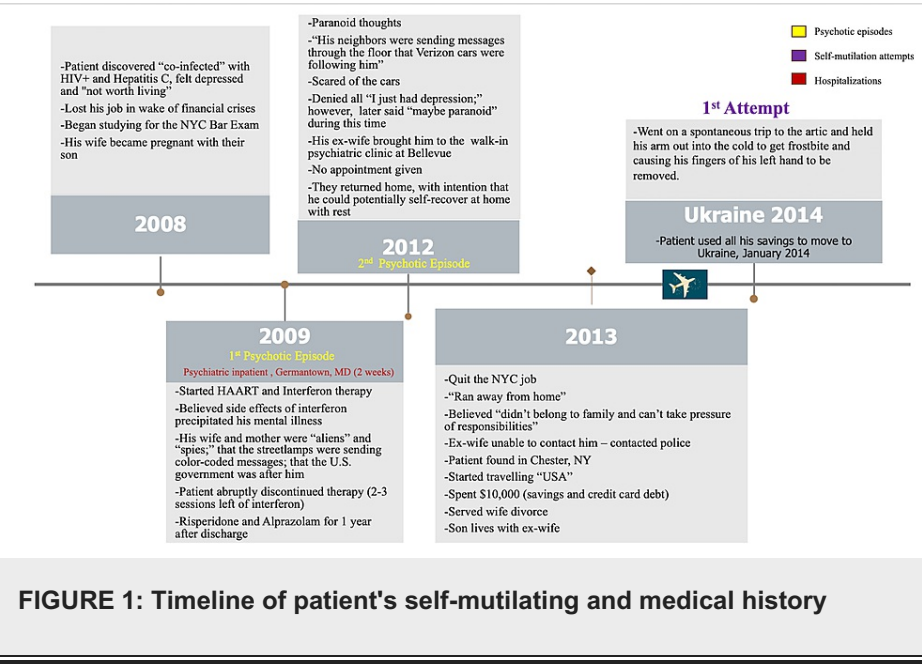 -Patient discovered “co-infected” with
HIV+ and Hepatitis C, felt depressed
and "not worth living”
-Lost his job in wake of financial crises
-Began studying for the NYC Bar Exam
-His wife became pregnant with their
son
2008
-Paranoid thoughts
-“His neighbors were sending messages
through the floor that Verizon cars were
following him”
-Scared of the cars
-Denied all “I just had depression;”
however, later said “maybe paranoid”
during this time
-His ex-wife brought him to the walk-in
psychiatric clinic at Bellevue
-No appointment given
-They returned home, with intention that
he could potentially self-recover at home
with rest
2012
2nd Psychotic Episode
Psychotic episodes
Self-mutilation attempts
Hospitalizations
1st Attempt
-Went on a spontaneous trip to the artic and held
his arm out into the cold to get frostbite and
causing his fingers of his left hand to be
removed.
Ukraine 2014
-Patient used all his savings to move to
Ukraine, January 2014
2009
1st Psychotic Episode
Psychiatric inpatient , Germantown, MD (2 weeks)
-Started HAART and Interferon therapy
-Believed side effects of interferon
precipitated his mental illness
-His wife and mother were “aliens” and
“spies;” that the streetlamps were sending
color-coded messages; that the U.S.
government was after him
-Patient abruptly discontinued therapy (2-3
sessions left of interferon)
-Risperidone and Alprazolam for 1 year
after discharge
2013
-Quit the NYC job
-“Ran away from home”
-Believed “didn’t belong to family and can’t take pressure
of responsibilities”
-Ex-wife unable to contact him – contacted police
-Patient found in Chester, NY
-Started travelling “USA”
-Spent $10,000 (savings and credit card debt)
-Served wife divorce
-Son lives with ex-wife
FIGURE 1: Timeline of patient's self-mutilating and medical history